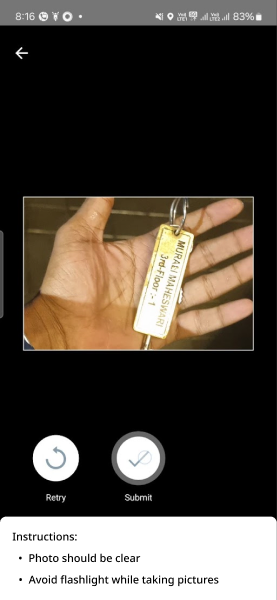 8:16
83%
MURALI MAHESWARI
3rd-Floor :- 1
Retry
Submit
Instructions:
• Photo should be clear
• Avoid flashlight while taking pictures